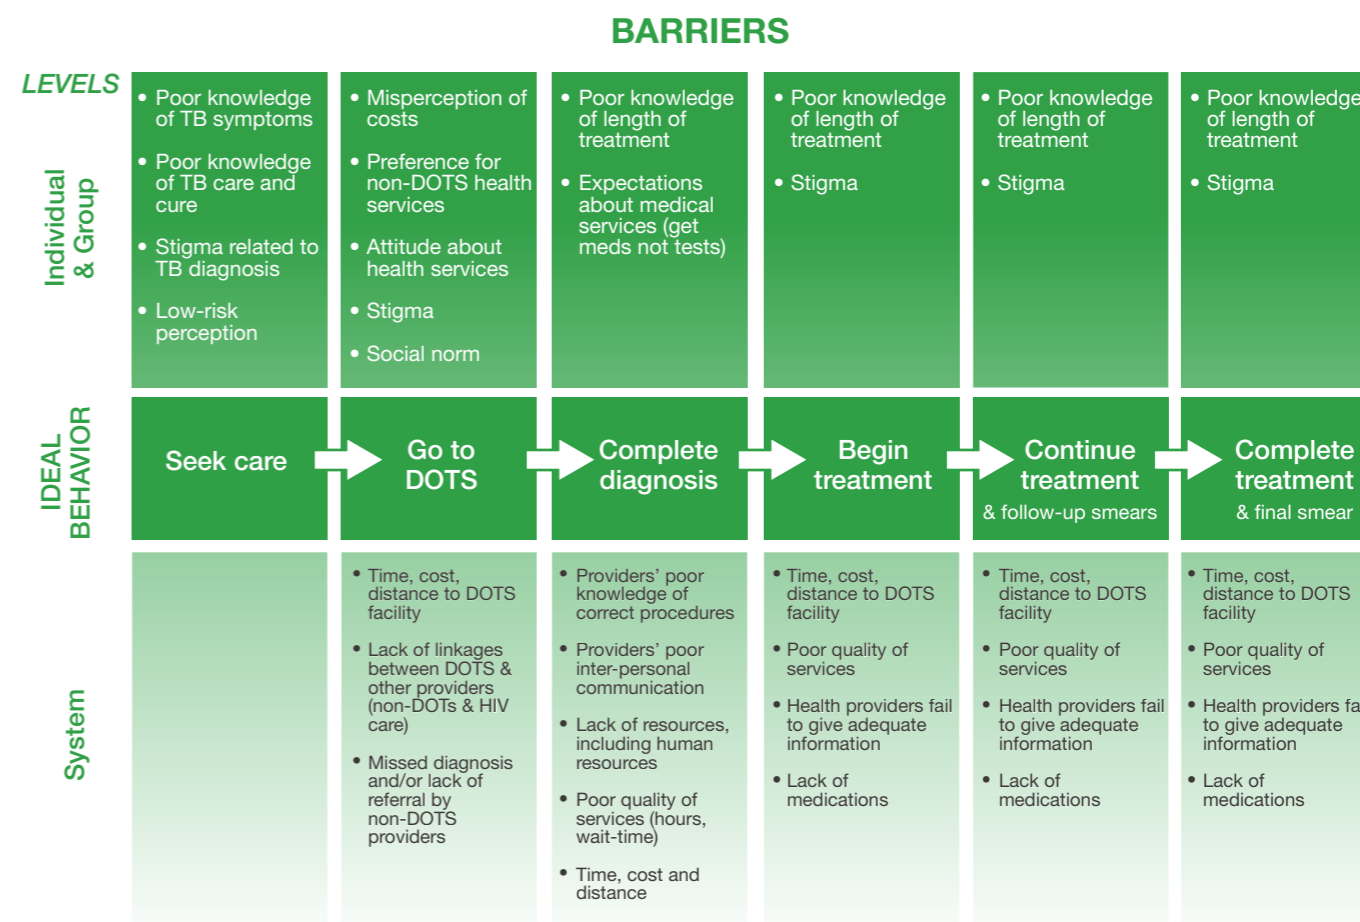 BARRIERS
LEVELS
Individual
& Group
• Poor knowledge
of TB symptoms
• Poor knowledge
of TB care and
cure
• Stigma related to
TB diagnosis
• Low-risk
perception
• Misperception of
costs
• Preference for
non-DOTS health
services
• Attitude about
health services
• Stigma
• Social norm
• Poor knowledge
of length of
treatment
• Expectations
about medical
services (get
meds not tests)
• Poor knowledge
of length of
treatment
• Stigma
• Poor knowledge
of length of
treatment
• Stigma
• Poor knowledge
of length of
treatment
• Stigma
IDEAL
BEHAVIOR
Seek care
Go to
DOTS
Complete
diagnosis
Begin
treatment
Continue
treatment
& follow-up smears
Complete
treatment
& final smear
System
• Time, cost,
distance to DOTS
facility
• Lack of linkages
between DOTS &
other providers
(non-DOTs & HIV
care)
• Missed diagnosis
and/or lack of
referral by
non-DOTS
providers
• Providers' poor
knowledge of
correct procedures
• Providers' poor
inter-personal
communication
• Lack of resources,
including human
resources
• Poor quality of
services (hours,
wait-time)
• Time, cost and
distance
• Time, cost,
distance to DOTS
facility
• Poor quality of
services
• Health providers fail
to give adequate
information
• Lack of
medications
• Time, cost,
distance to DOTS
facility
• Poor quality of
services
• Health providers fail
to give adequate
information
• Lack of
medications
• Time, cost,
distance to DOTS
facility
• Poor quality of
services
• Health providers fa
to give adequate
information
• Lack of
medications